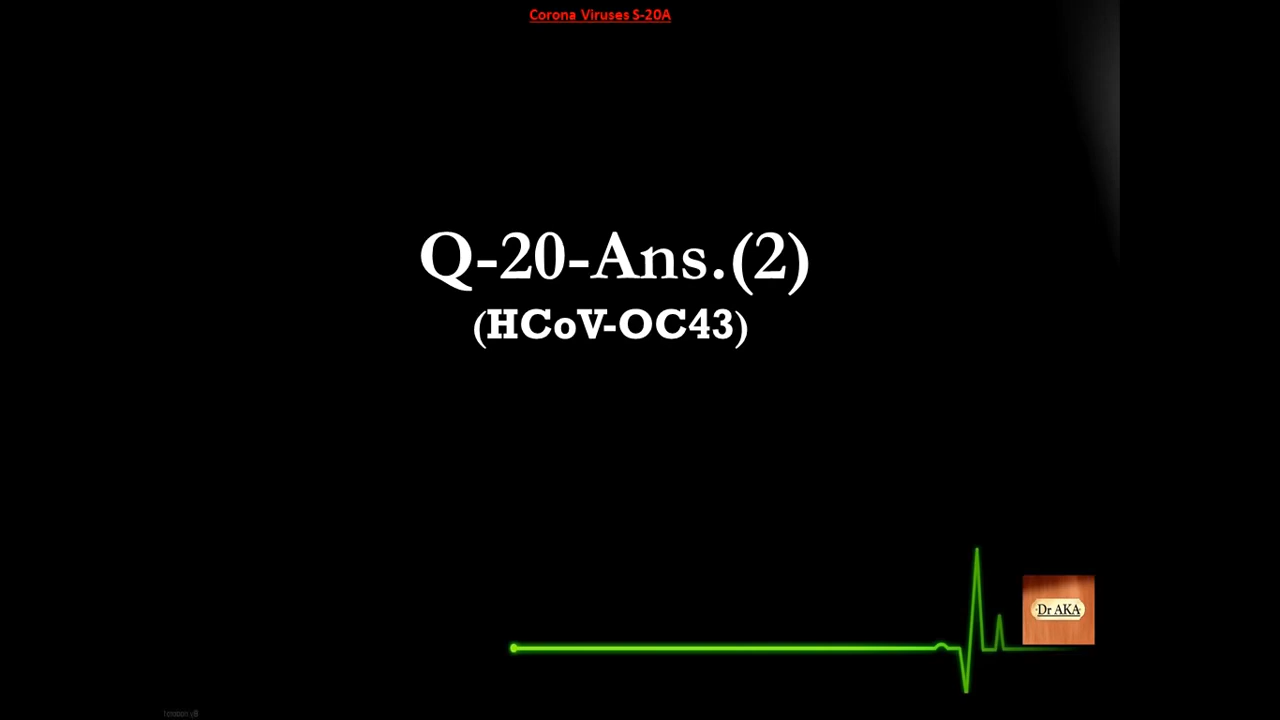 Corona Viruses S-20A
Q-20-Ans.(2)
(HCoV-OC43)
Dr AKA